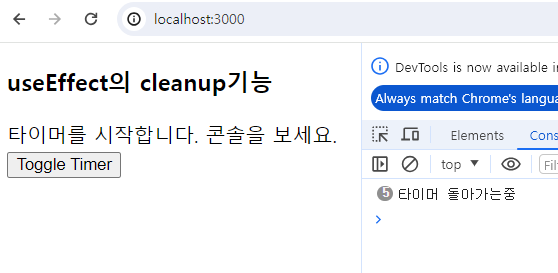 localhost:3000
useEffect의 cleanup기능
타이머를 시작합니다. 콘솔을 보세요.
Toggle Timer
DevTools is now available in
Always match Chrome's langua
Elements Cons
top Fil
5 타이머 돌아가는중